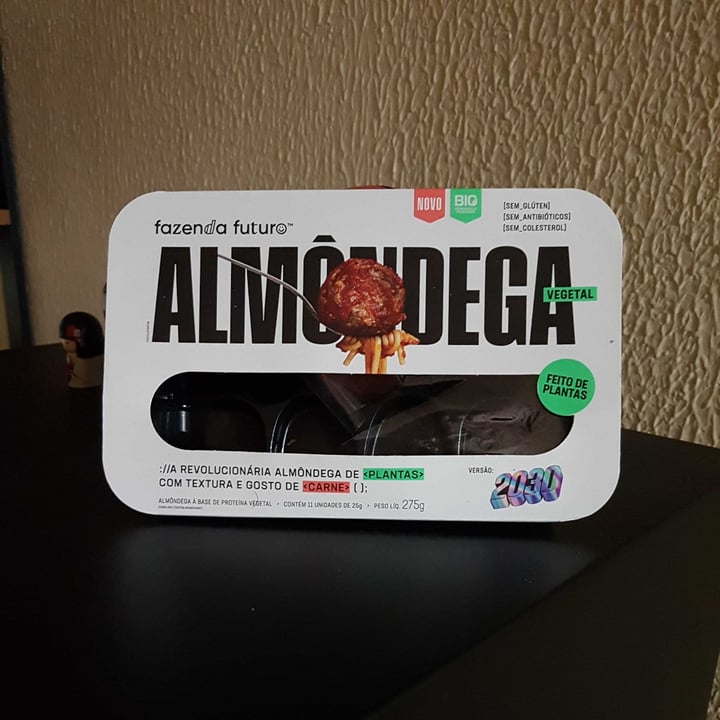 NOVO
BIO
[SEM_GLÚTEN]
[SEM_ANTIBIÓTICOS]
[SEM_COLESTEROL]
fazenda futuro™
ALMÔNDEGA
VEGETAL
FEITO DE
PLANTAS
://A REVOLUCIONÁRIA ALMÔNDEGA DE <PLANTAS>
COM TEXTURA E GOSTO DE <CARNE> ( );
VERSÃO:
2030
ALMÔNDEGA À BASE DE PROTEÍNA VEGETAL • CONTÉM 11 UNIDADES DE 25g • PESO LÍQ. 275g